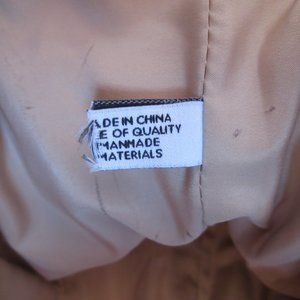 ADE IN CHINA
E OF QUALITY
MANMADE
MATERIALS